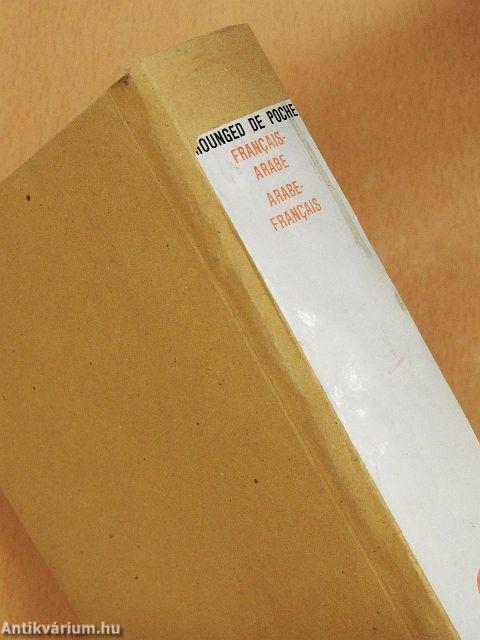 MOUNGED DE POCHE
FRANÇAIS-
ARABE
ARABE-
FRANÇAIS
Antikvárium.hu